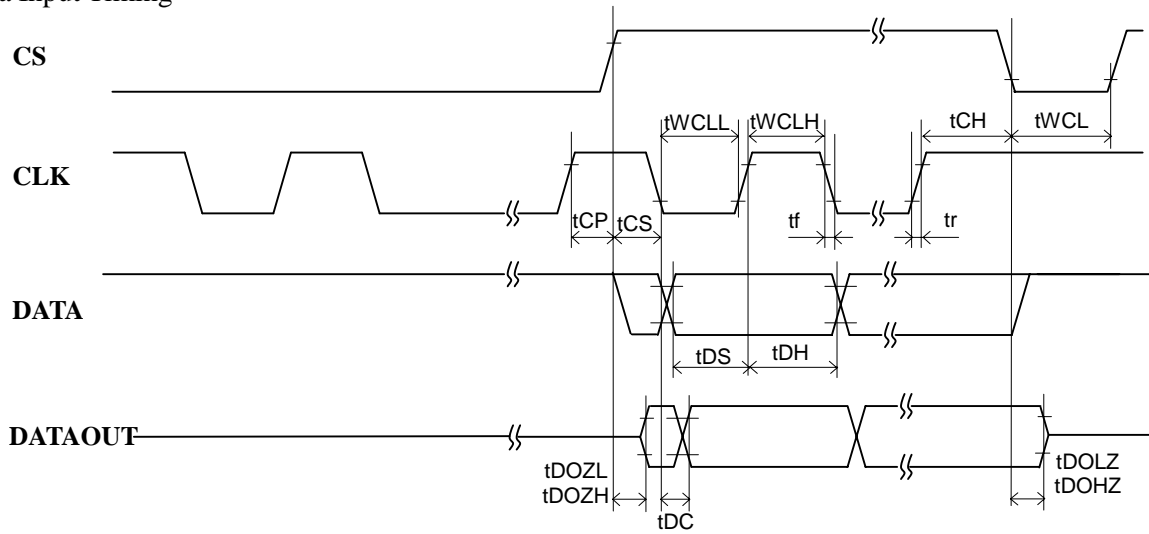 a Input Timing
CS
tWCLL tWCLH tCH tWCL
CLK
tCP tCS tf tr
DATA
tDS tDH
DATAOUT
tDOZL tDOLZ
tDOZH tDOHZ
tDC